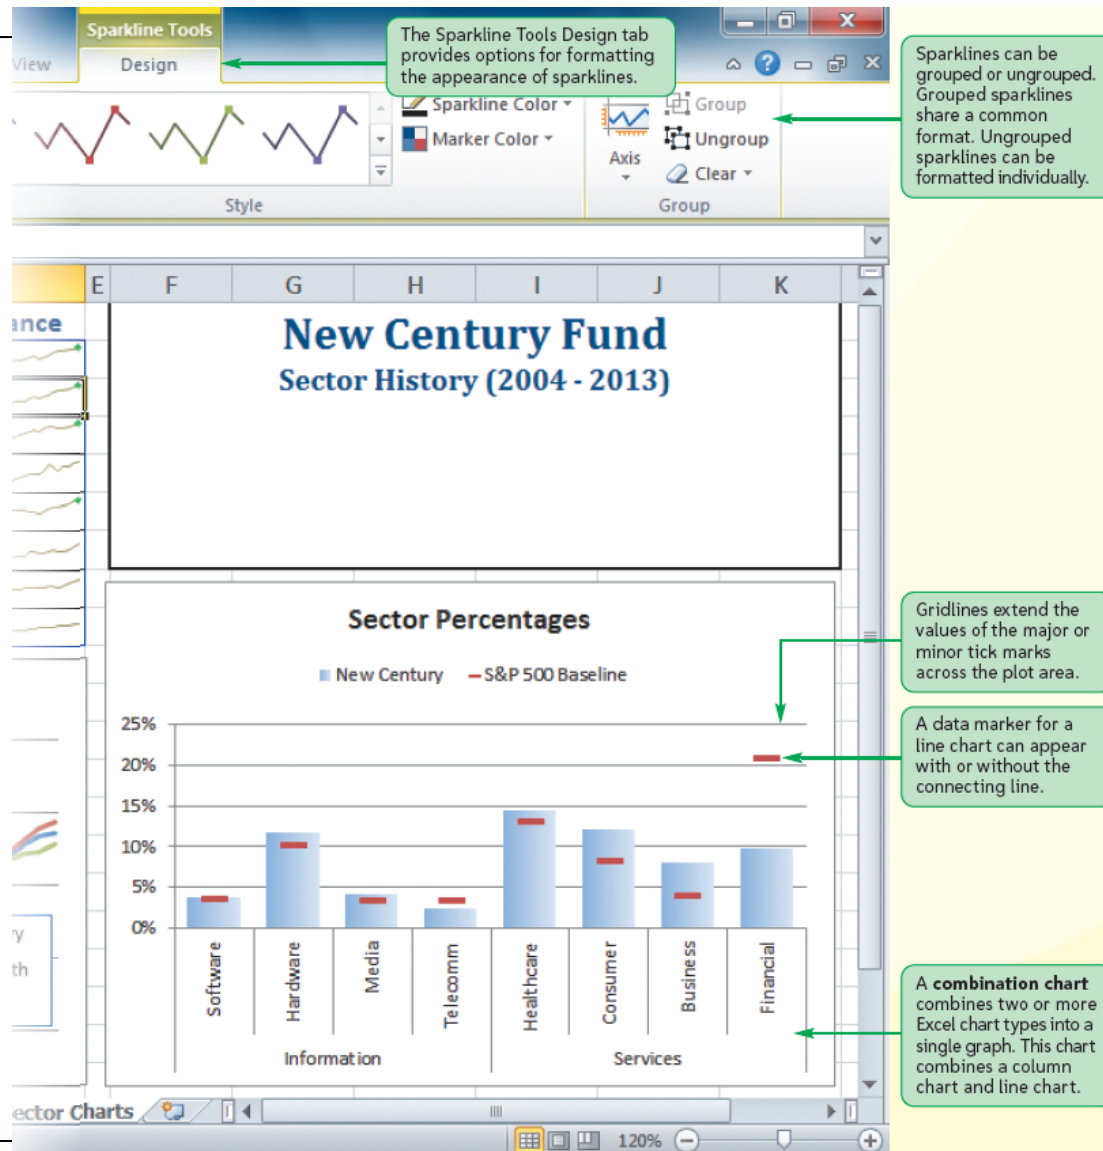 Sparkline Tools
View
Design
The Sparkline Tools Design tab
provides options for formatting
the appearance of sparklines.
Sparkline Color
Marker Color
Axis
Group
Ungroup
Clear
Style
Group
Sparklines can be
grouped or ungrouped.
Grouped sparklines
share a common
format. Ungrouped
sparklines can be
formatted individually.
E F G H I J K
ance
New Century Fund
Sector History (2004 - 2013)
Sector Percentages
New Century
S&P 500 Baseline
25%
20%
15%
10%
5%
0%
Software
Hardware
Media
Telecomm
Healthcare
Consumer
Business
Financial
Information
Services
Gridlines extend the
values of the major or
minor tick marks
across the plot area.
A data marker for a
line chart can appear
with or without the
connecting line.
A combination chart
combines two or more
Excel chart types into a
single graph. This chart
combines a column
chart and line chart.
ry
th
ector Charts
120%